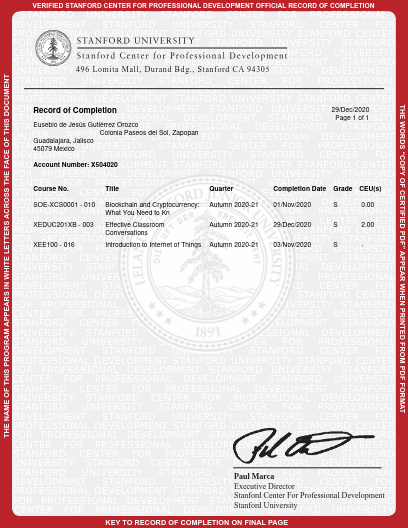 VERIFIED STANFORD CENTER FOR PROFESSIONAL DEVELOPMENT OFFICIAL RECORD OF COMPLETION
STANFORD UNIVERSITY
Stanford Center for Professional Development
496 Lomita Mall, Durand Bdg., Stanford CA 94305
Record of Completion
29/Dec/2020
Page 1 of 1
Eusebio de Jesús Gutiérrez Orozco
Colonia Paseos del Sol, Zapopan
Guadalajara, Jalisco
45079 Mexico
Account Number: X504020
Course No. Title Quarter Completion Date Grade CEU(s)
SOE-XCS0001 - 010 Blockchain and Cryptocurrency: Autumn 2020-21 01/Nov/2020 S 0.00
What You Need to Kn
XEDUC201XB - 003 Effective Classroom Autumn 2020-21 29/Dec/2020 S 2.00
Conversations
XEE100 - 016 Introduction to Internet of Things Autumn 2020-21 03/Nov/2020 S -
1891
Paul Marca
Executive Director
Stanford Center For Professional Development
Stanford University
KEY TO RECORD OF COMPLETION ON FINAL PAGE
THE NAME OF THIS PROGRAM APPEARS IN WHITE LETTERS ACROSS THE FACE OF THIS DOCUMENT
THE WORDS "COPY OF CERTIFIED PDF" APPEAR WHEN PRINTED FROM PDF FORMAT